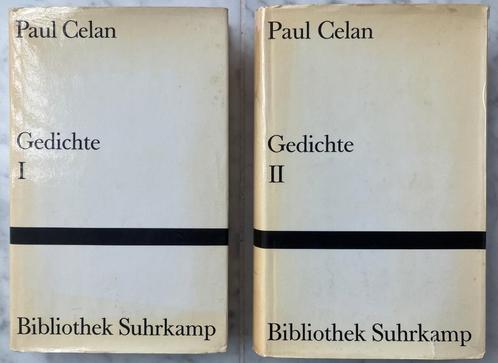 Paul Celan
Gedichte
I
Bibliothek Suhrkamp
Paul Celan
Gedichte
II
Bibliothek Suhrkamp